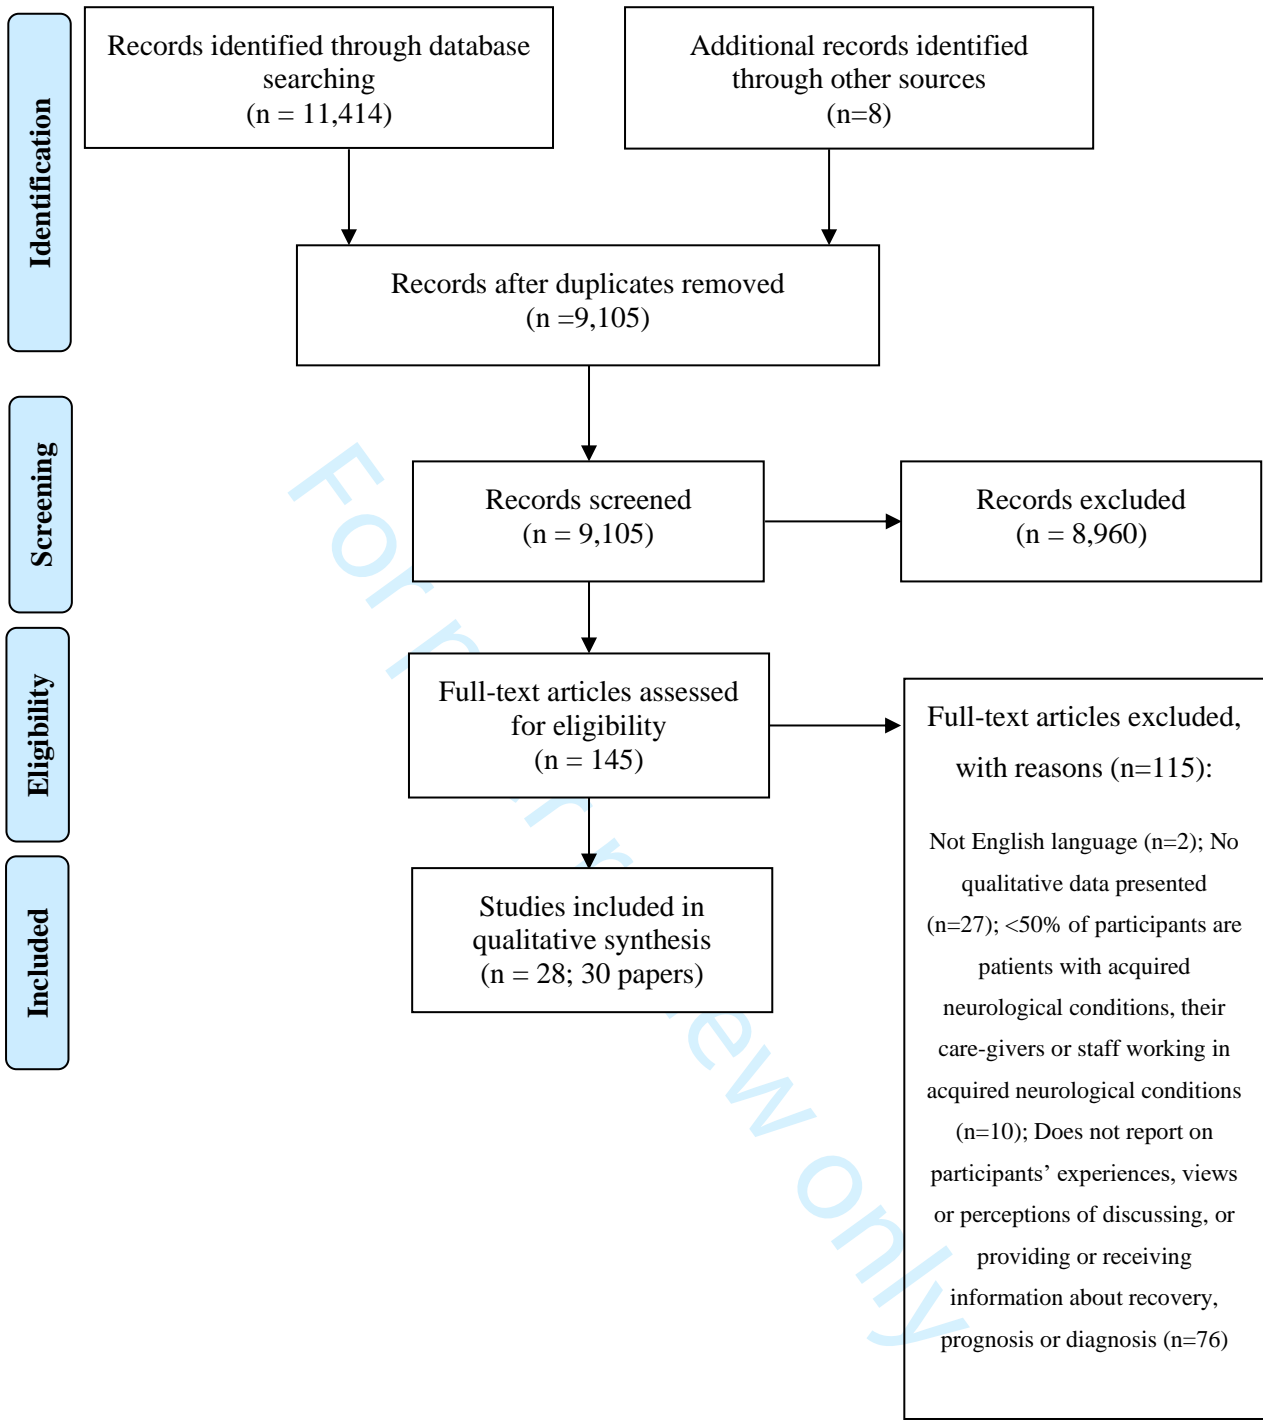 Identification
Records identified through database
searching
(n = 11,414)
Additional records identified
through other sources
(n=8)
Records after duplicates removed
(n =9,105)
Screening
Records screened
(n = 9,105)
Records excluded
(n = 8,960)
Eligibility
Full-text articles assessed
for eligibility
(n = 145)
Full-text articles excluded,
with reasons (n=115):
Not English language (n=2); No
qualitative data presented
(n=27); <50% of participants are
patients with acquired
neurological conditions, their
care-givers or staff working in
acquired neurological conditions
(n=10); Does not report on
participants’ experiences, views
or perceptions of discussing, or
providing or receiving
information about recovery,
prognosis or diagnosis (n=76)
Included
Studies included in
qualitative synthesis
(n = 28; 30 papers)
For only